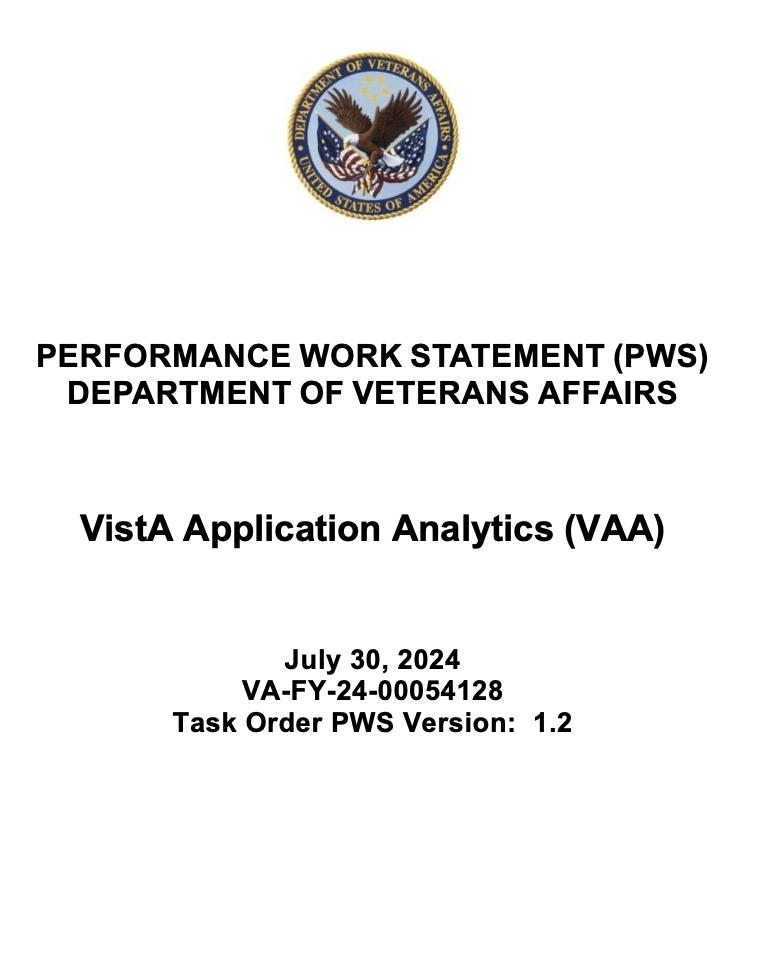 DEPARTMENT OF VETERANS AFFAIRS
UNITED STATES OF AMERICA
PERFORMANCE WORK STATEMENT (PWS)
DEPARTMENT OF VETERANS AFFAIRS
VistA Application Analytics (VAA)
July 30, 2024
VA-FY-24-00054128
Task Order PWS Version:  1.2